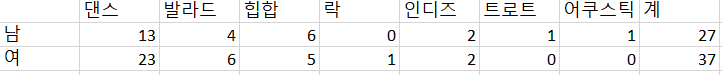 댄스 발라드 힙합 락 인디즈 트로트 어쿠스틱 계
남 13 4 6 0 2 1 1 27
여 23 6 5 1 2 0 0 37